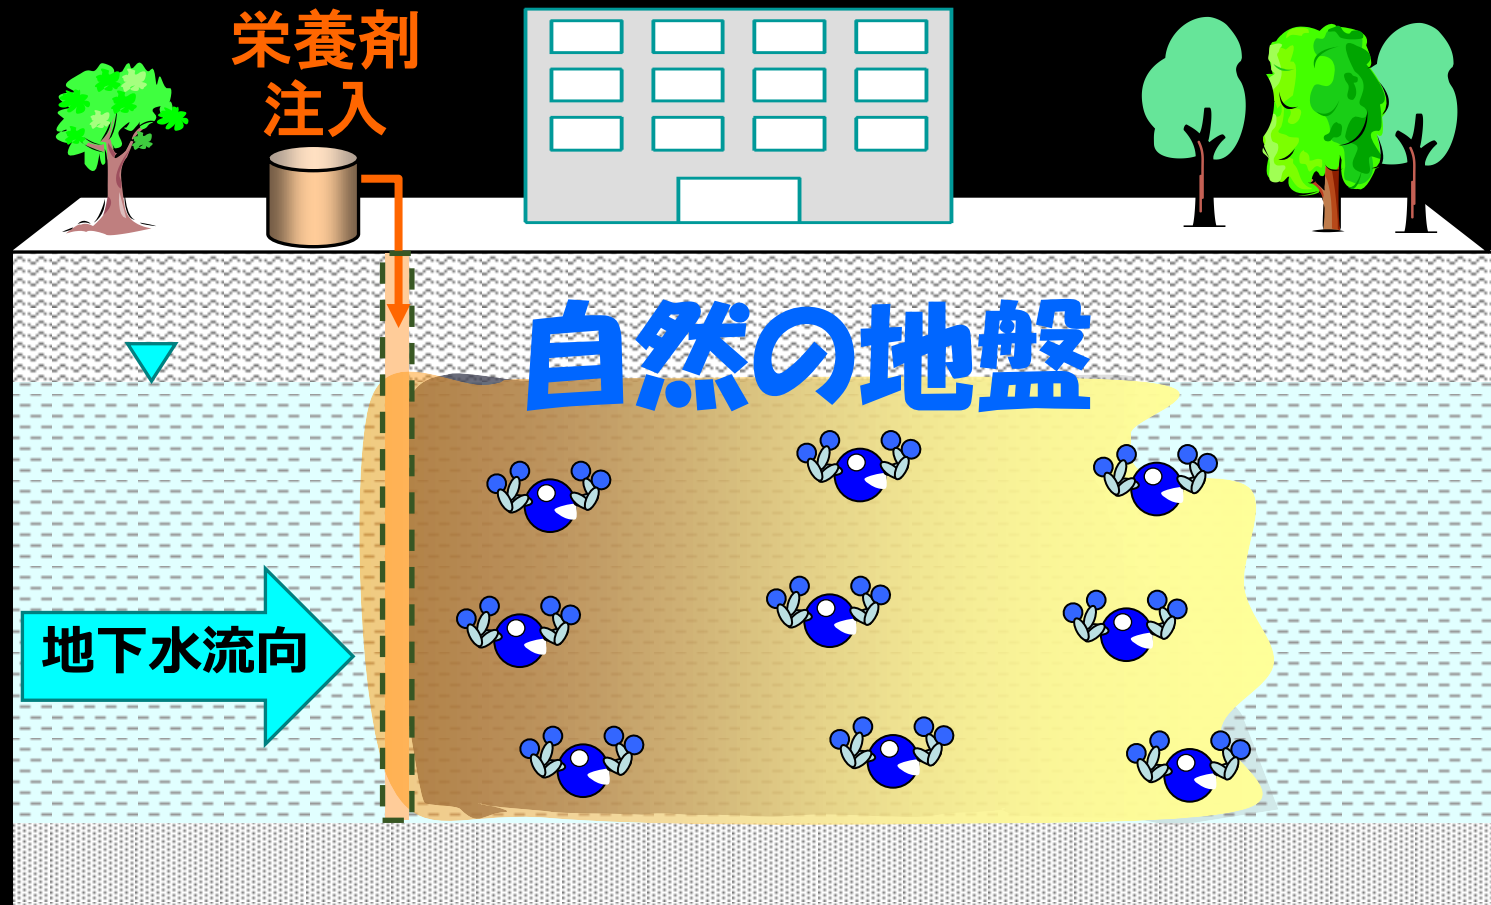 栄養剤
注入
自然の地盤
地下水流向